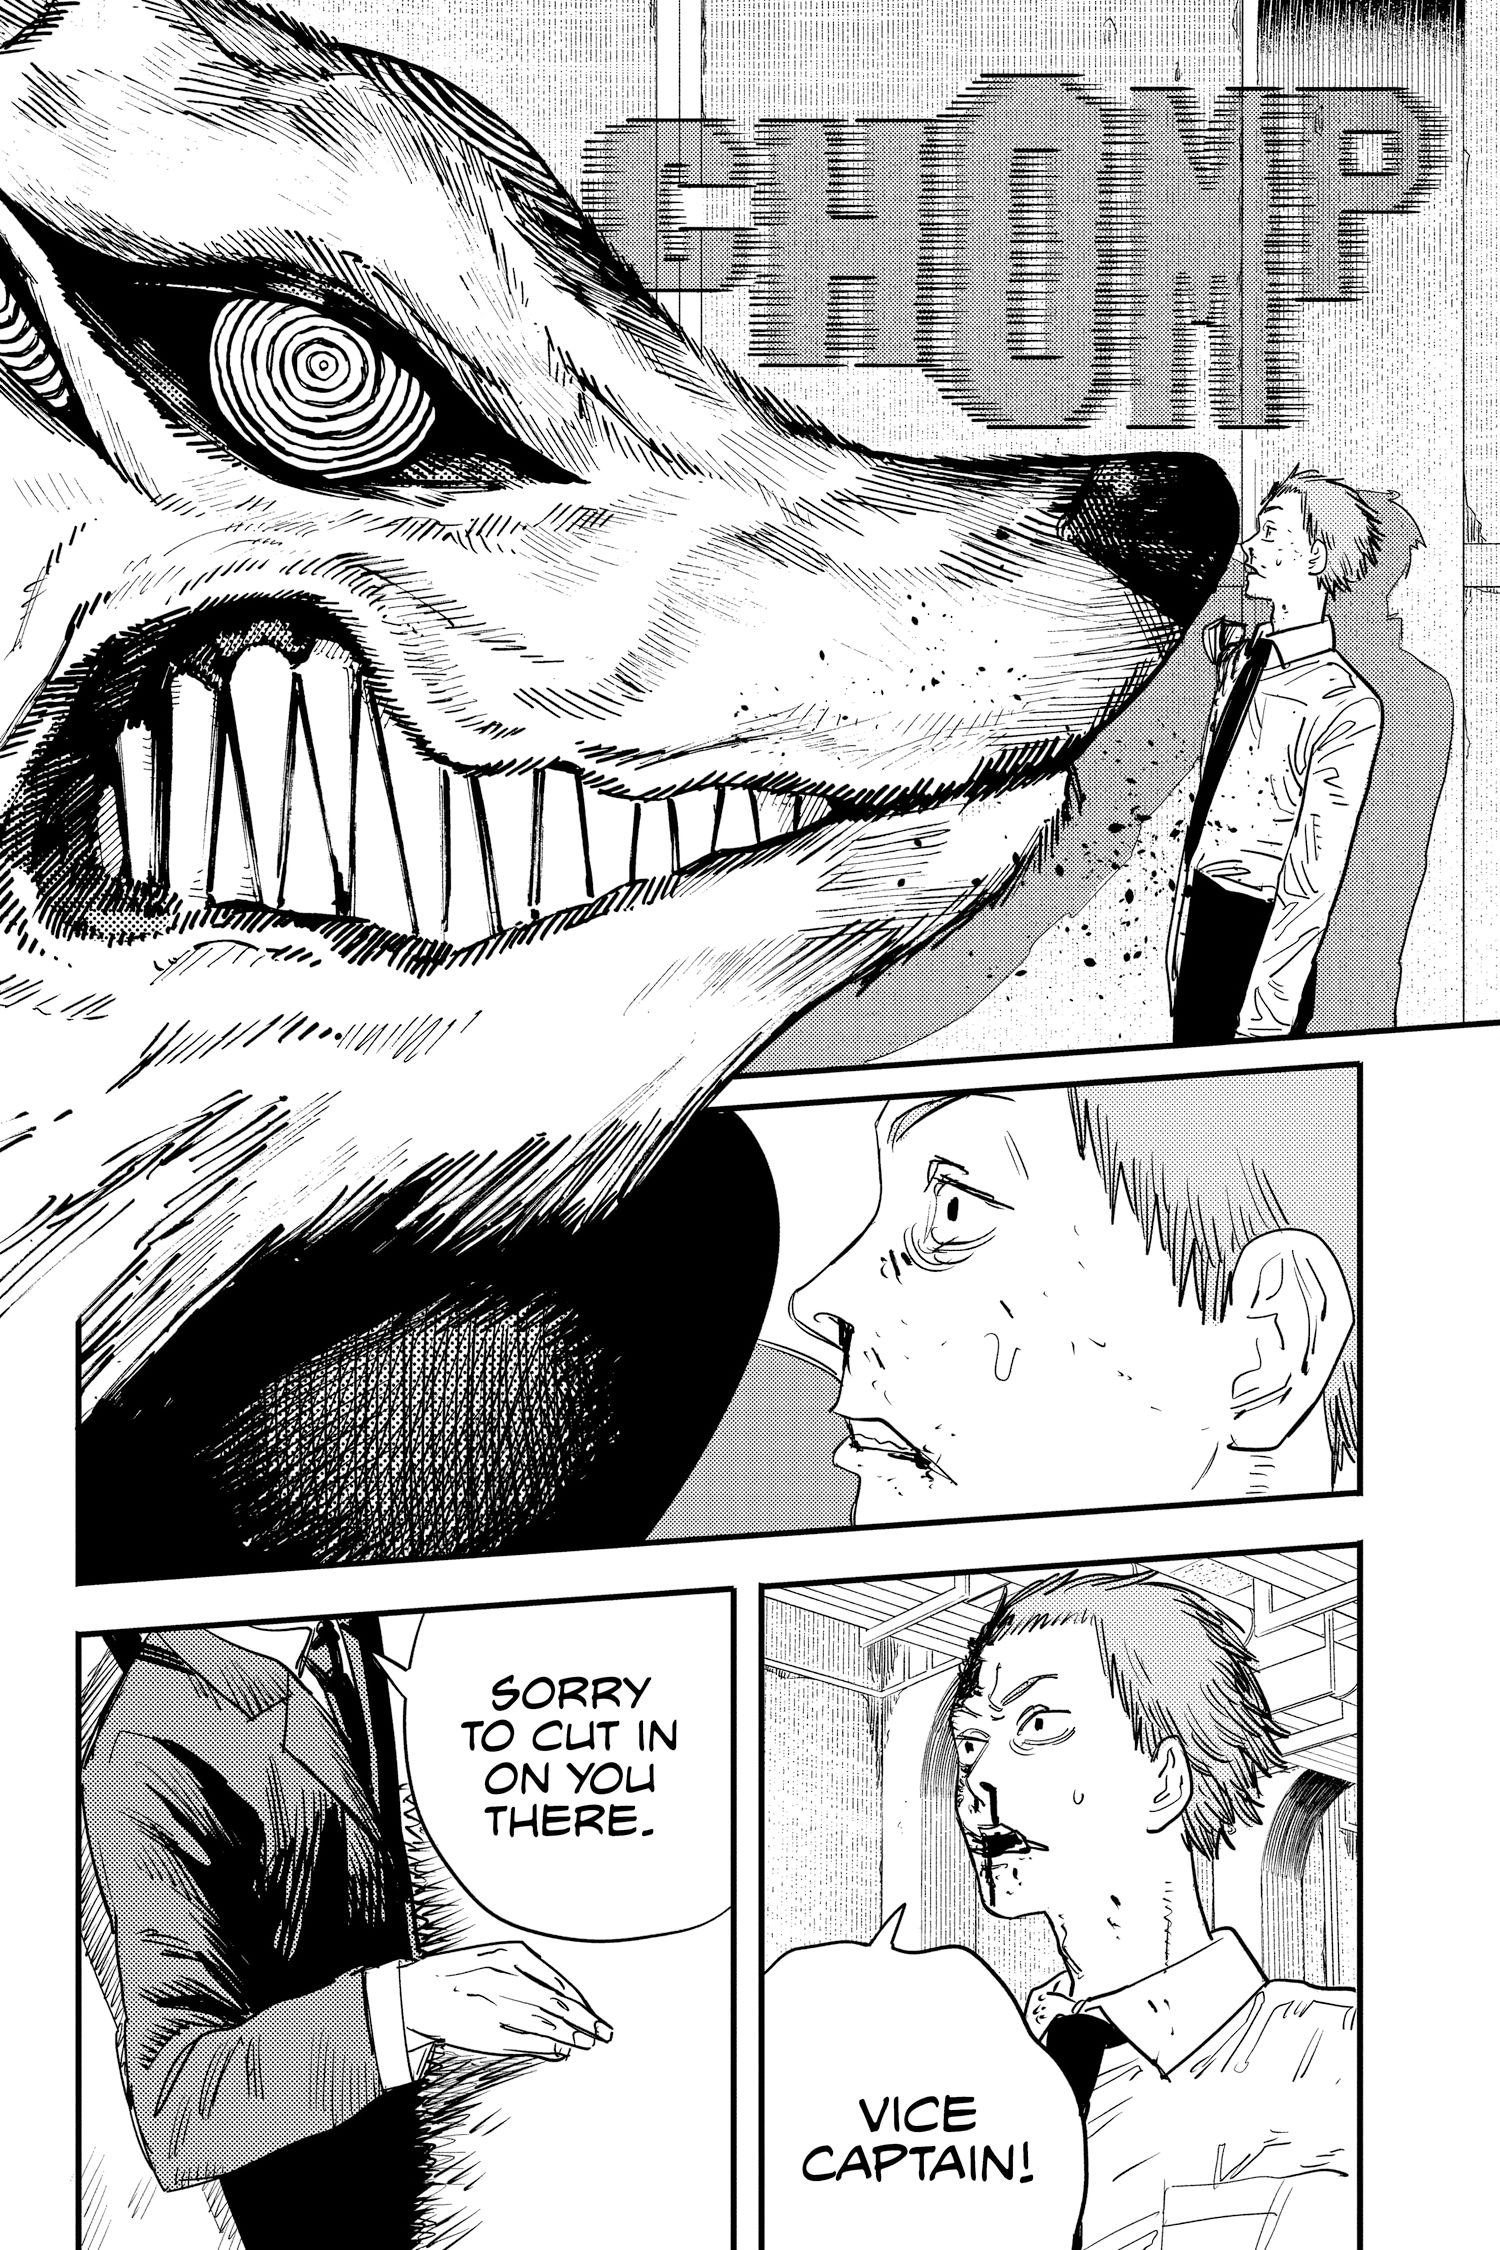 CHOMP
VICE
CAPTAIN!
SORRY
TO CUT IN
ON YOU
THERE.